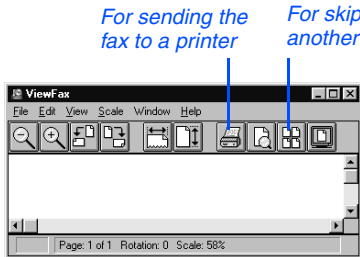 For sending the
fax to a printer
For skip
another
ViewFax
File Edit View Scale Window Help
Page: 1 of 1 Rotation: 0 Scale: 58%